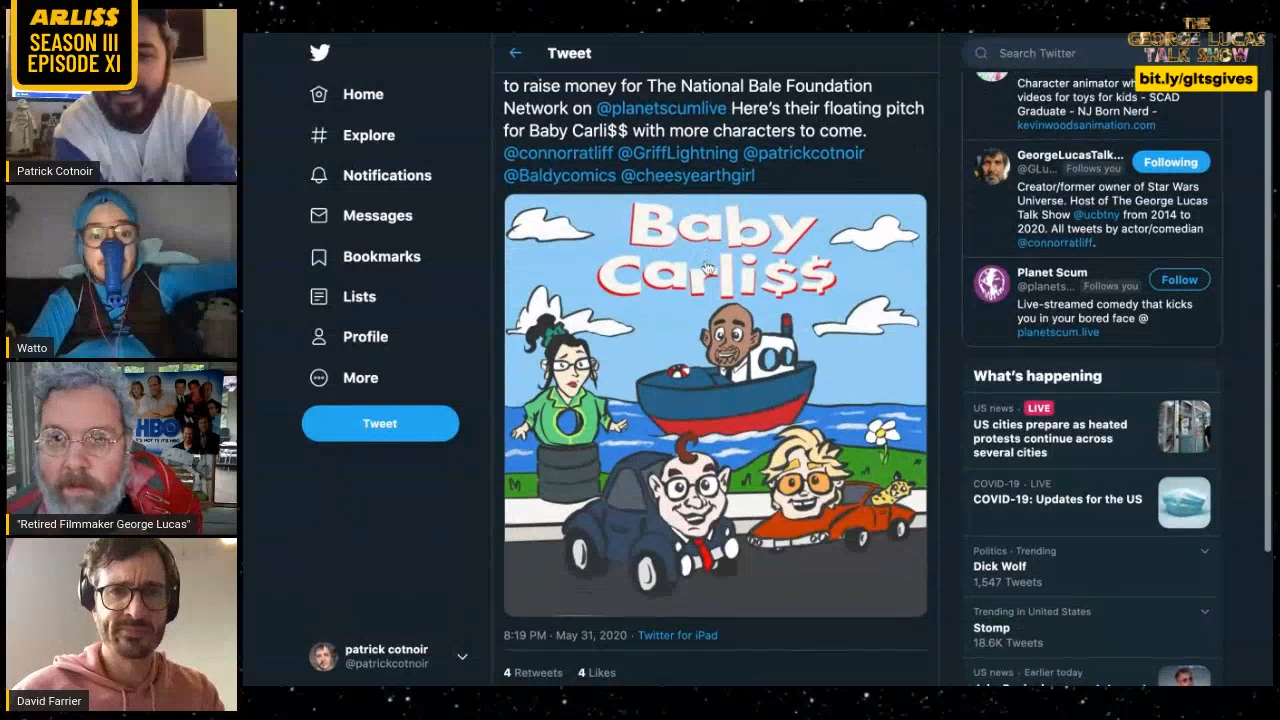 ARLI$$
SEASON III
EPISODE XI
Patrick Cotnoir
Watto
HBO
IT'S NOT TV. IT'S HBO
"Retired Filmmaker George Lucas"
David Farrier
Home
Explore
Notifications
Messages
Bookmarks
Lists
Profile
More
Tweet
patrick cotnoir
@patrickcotnoir
Tweet
to raise money for The National Bale Foundation
Network on @planetscumlive Here's their floating pitch
for Baby Carli$$ with more characters to come.
@connorratliff @GriffLightning @patrickcotnoir
@Baldycomics @cheesyearthgirl
Baby
Carli$$
8:19 PM · May 31, 2020 · Twitter for iPad
4 Retweets 4 Likes
THE
GEORGE LUCAS
TALK SHOW
bit.ly/gltsgives
Search Twitter
Character animator wh
videos for toys for kids - SCAD
Graduate - NJ Born Nerd -
kevinwoodsanimation.com
GeorgeLucasTalk...
@GLu... Follows you
Following
Creator/former owner of Star Wars
Universe. Host of The George Lucas
Talk Show @ucbtny from 2014 to
2020. All tweets by actor/comedian
@connorratliff.
Planet Scum
@planets... Follows you
Follow
Live-streamed comedy that kicks
you in your bored face @
planetscum.live
What's happening
US news · LIVE
US cities prepare as heated
protests continue across
several cities
COVID-19 · LIVE
COVID-19: Updates for the US
Politics · Trending
Dick Wolf
1,547 Tweets
Trending in United States
Stomp
18.6K Tweets
US news · Earlier today